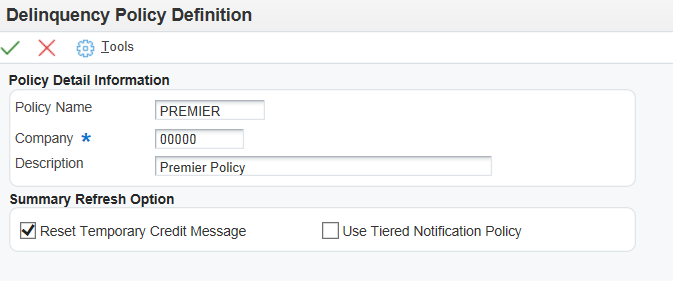 Delinquency Policy Definition
Tools
Policy Detail Information
Policy Name PREMIER
Company * 00000
Description Premier Policy
Summary Refresh Option
Reset Temporary Credit Message Use Tiered Notification Policy